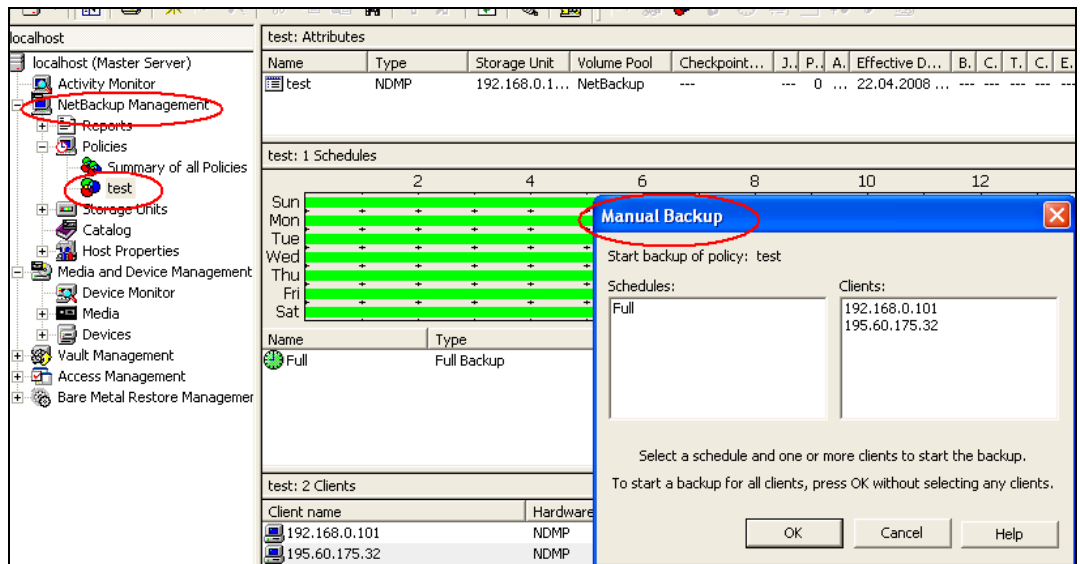 localhost
localhost (Master Server)
Activity Monitor
NetBackup Management
Reports
Policies
Summary of all Policies
test
Storage Units
Catalog
Host Properties
Media and Device Management
Device Monitor
Media
Devices
Vault Management
Access Management
Bare Metal Restore Managemer
test: Attributes
Name Type Storage Unit Volume Pool Checkpoint... J.. P.. A. Effective D... B. C. T. C. E.
test NDMP 192.168.0.1... NetBackup --- --- 0 ... 22.04.2008 ... --- --- --- --- ---
test: 1 Schedules
2 4 6 8 10 12
Sun
Mon
Tue
Wed
Thu
Fri
Sat
Name Type
Full Full Backup
test: 2 Clients
Client name Hardware
192.168.0.101 NDMP
195.60.175.32 NDMP
Manual Backup
Start backup of policy: test
Schedules: Clients:
Full 192.168.0.101
195.60.175.32
Select a schedule and one or more clients to start the backup.
To start a backup for all clients, press OK without selecting any clients.
OK Cancel Help